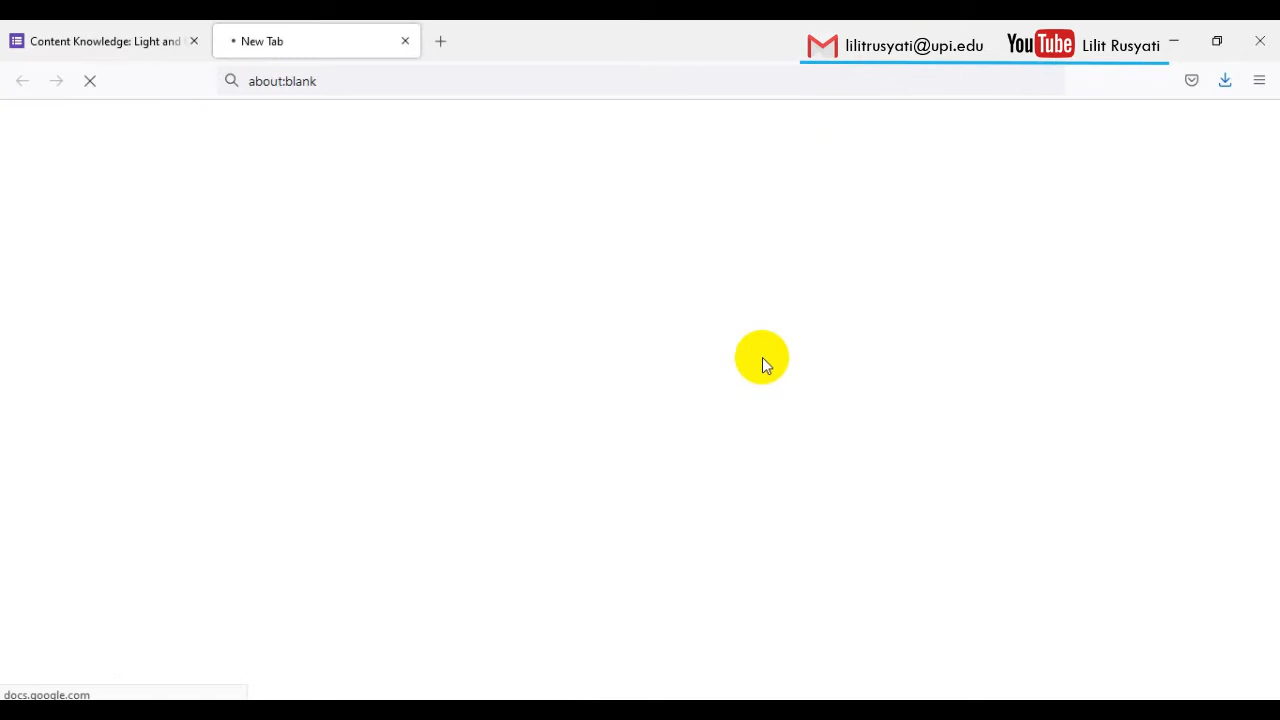 Content Knowledge: Light and
New Tab
lilitrusyati@upi.edu
YouTube
Lilit Rusyati
about:blank
docs.google.com